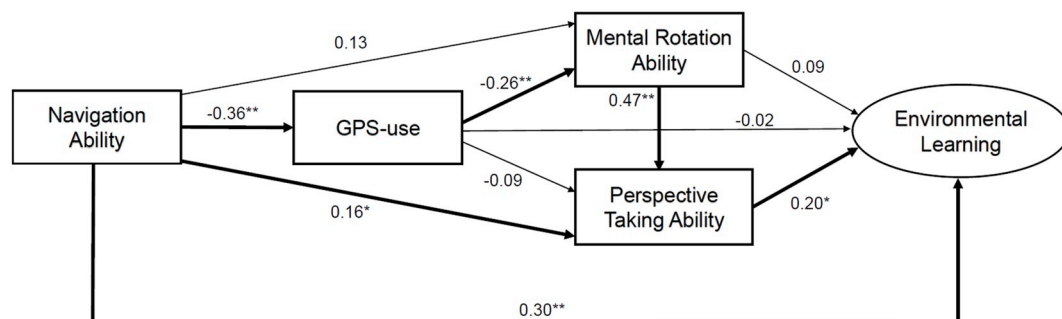 0.13
Mental Rotation
Ability
0.09
-0.26**
Navigation
Ability
-0.36**
GPS-use
0.47**
-0.02
Environmental
Learning
-0.09
Perspective
Taking Ability
0.16*
0.20*
0.30**